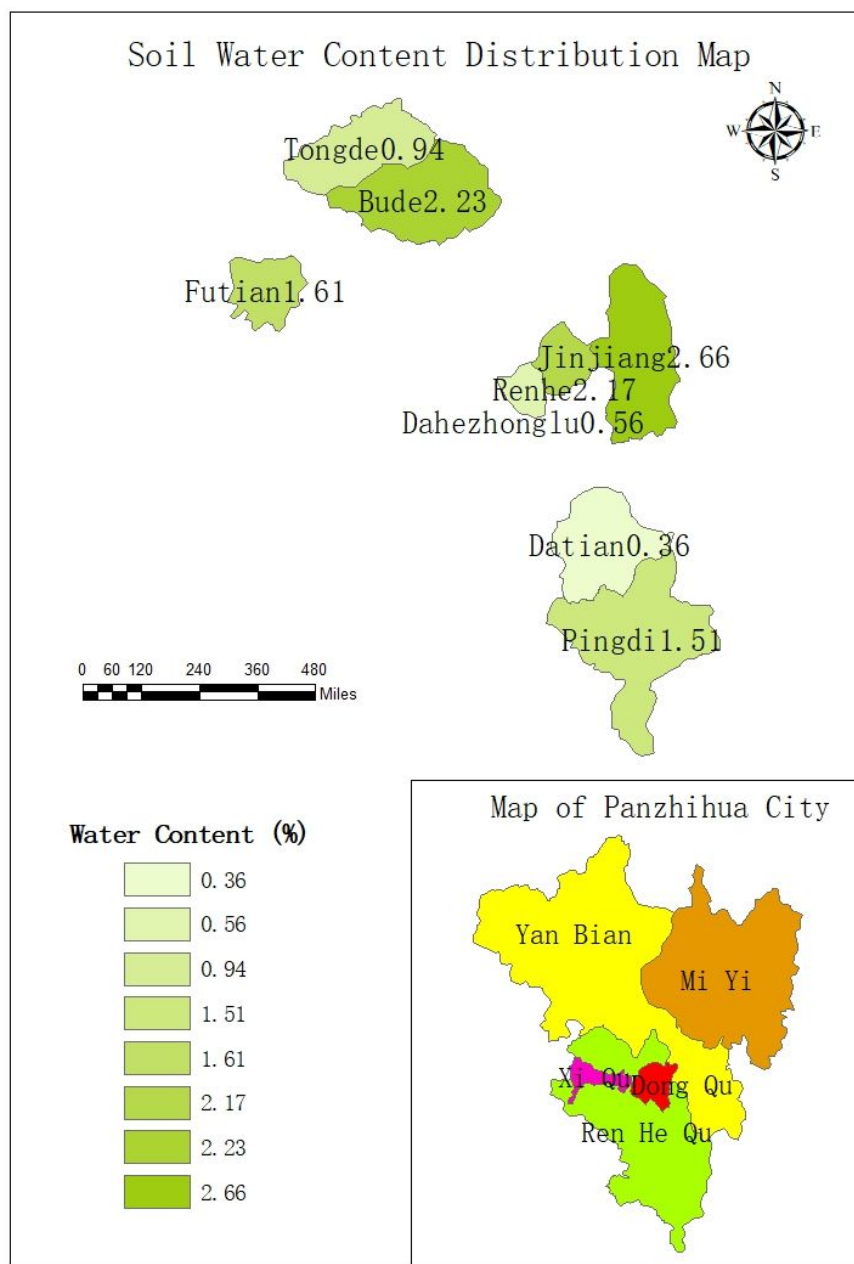 Soil Water Content Distribution Map
N
W
E
S
Tongde0.94
Bude2.23
Futian1.61
Jinjiang2.66
Renhe2.17
Dahezhonglu0.56
Datian0.36
Pingdi1.51
0 60 120 240 360 480
Miles
Water Content (%)
0.36
0.56
0.94
1.51
1.61
2.17
2.23
2.66
Map of Panzhihua City
Yan Bian
Mi Yi
Xi Qu
Dong Qu
Ren He Qu